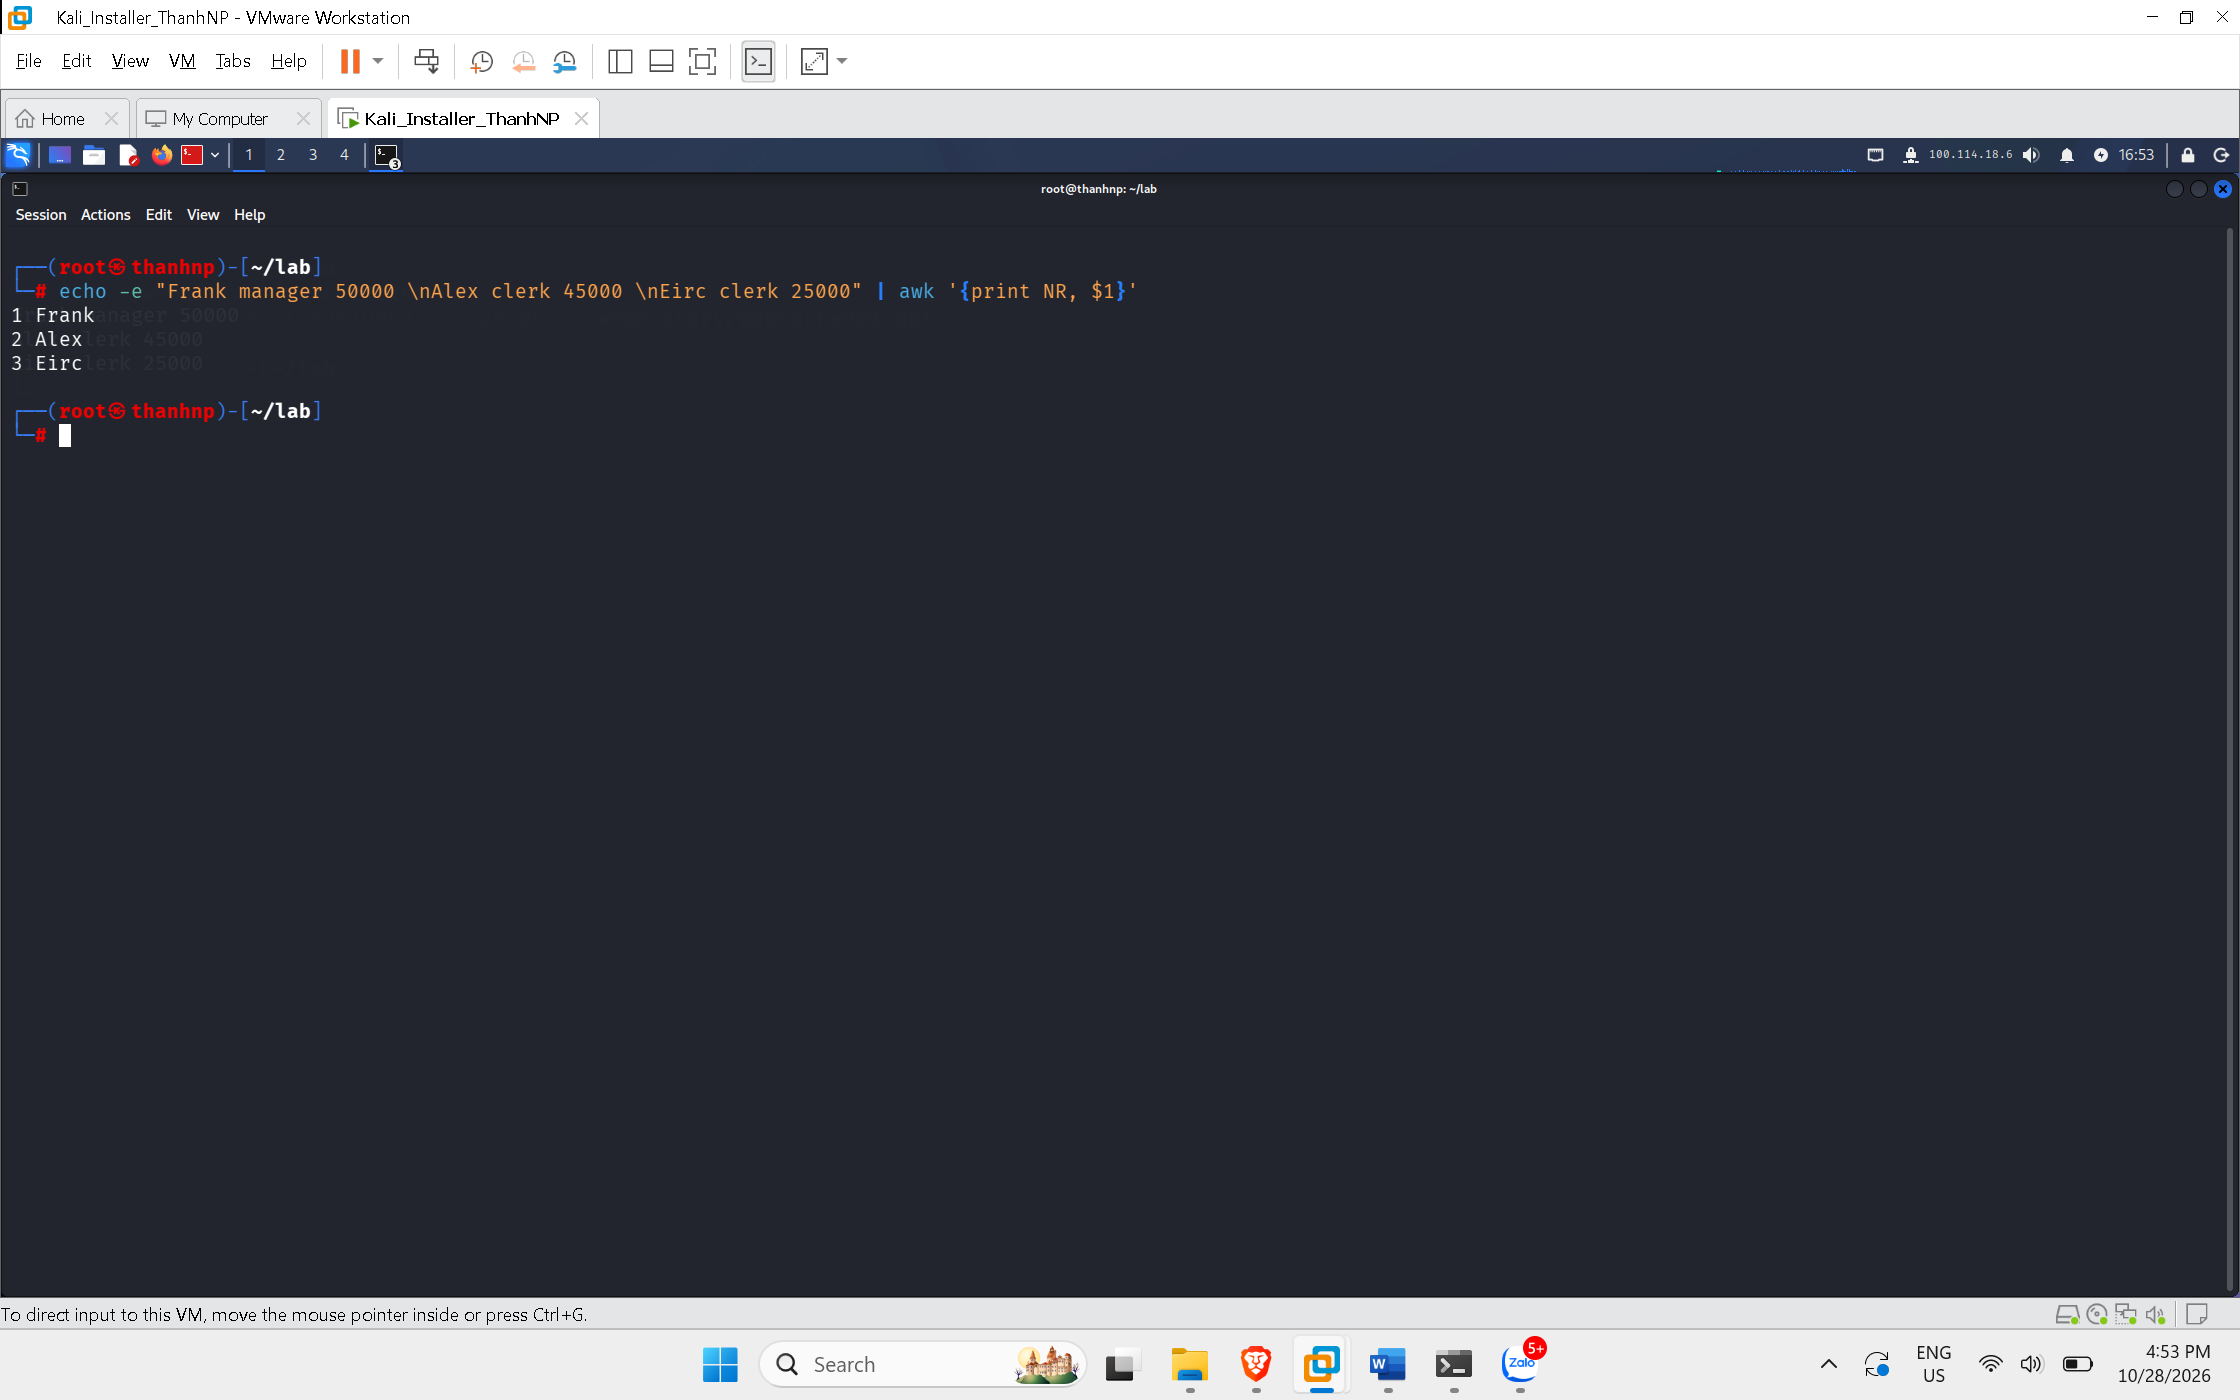 Kali_Installer_ThanhNP - VMware Workstation
File Edit View VM Tabs Help
Home My Computer Kali_Installer_ThanhNP
1 2 3 4 3 100.114.18.6 16:53
root@thanhnp: ~/lab
Session Actions Edit View Help
┌──(root㉿thanhnp)-[~/lab]
└─# echo -e "Frank manager 50000 \nAlex clerk 45000 \nEirc clerk 25000" | awk '{print NR, $1}'
1 Frank
2 Alex
3 Eirc
┌──(root㉿thanhnp)-[~/lab]
└─#
To direct input to this VM, move the mouse pointer inside or press Ctrl+G.
Search
Zalo
5+
ENG
US
4:53 PM
10/28/2026